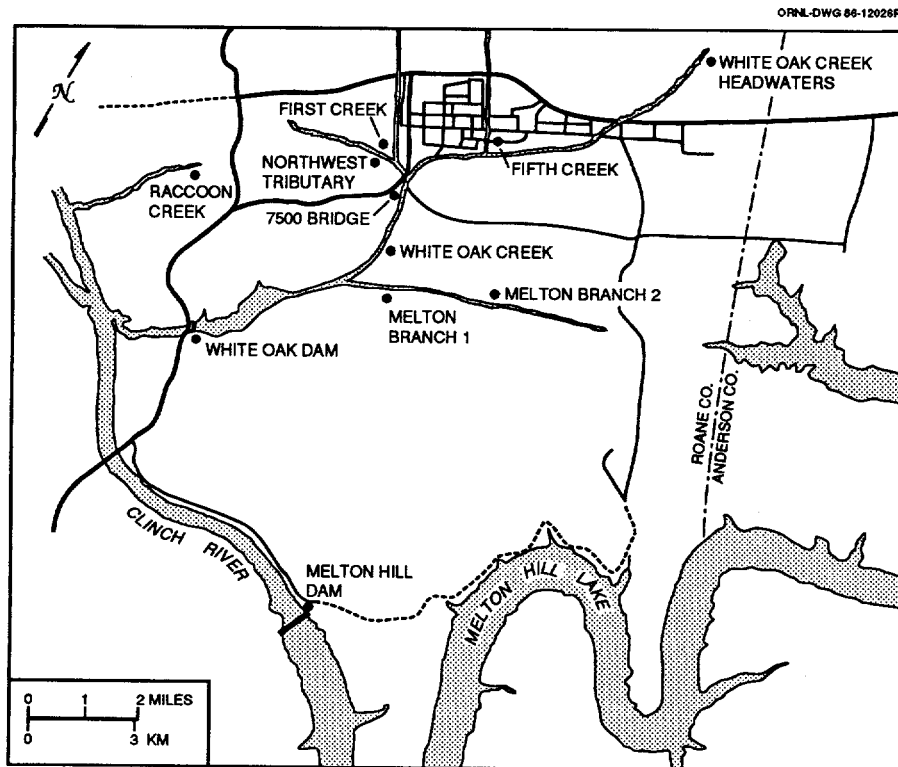 ORNL-DWG 86-12026R
N
WHITE OAK CREEK
HEADWATERS
FIRST CREEK
NORTHWEST
TRIBUTARY
FIFTH CREEK
RACCOON
CREEK
7500 BRIDGE
WHITE OAK CREEK
MELTON BRANCH 2
MELTON
BRANCH 1
WHITE OAK DAM
ROANE CO.
ANDERSON CO.
CLINCH RIVER
MELTON HILL
DAM
MELTON HILL LAKE
0 1 2 MILES
0 3 KM